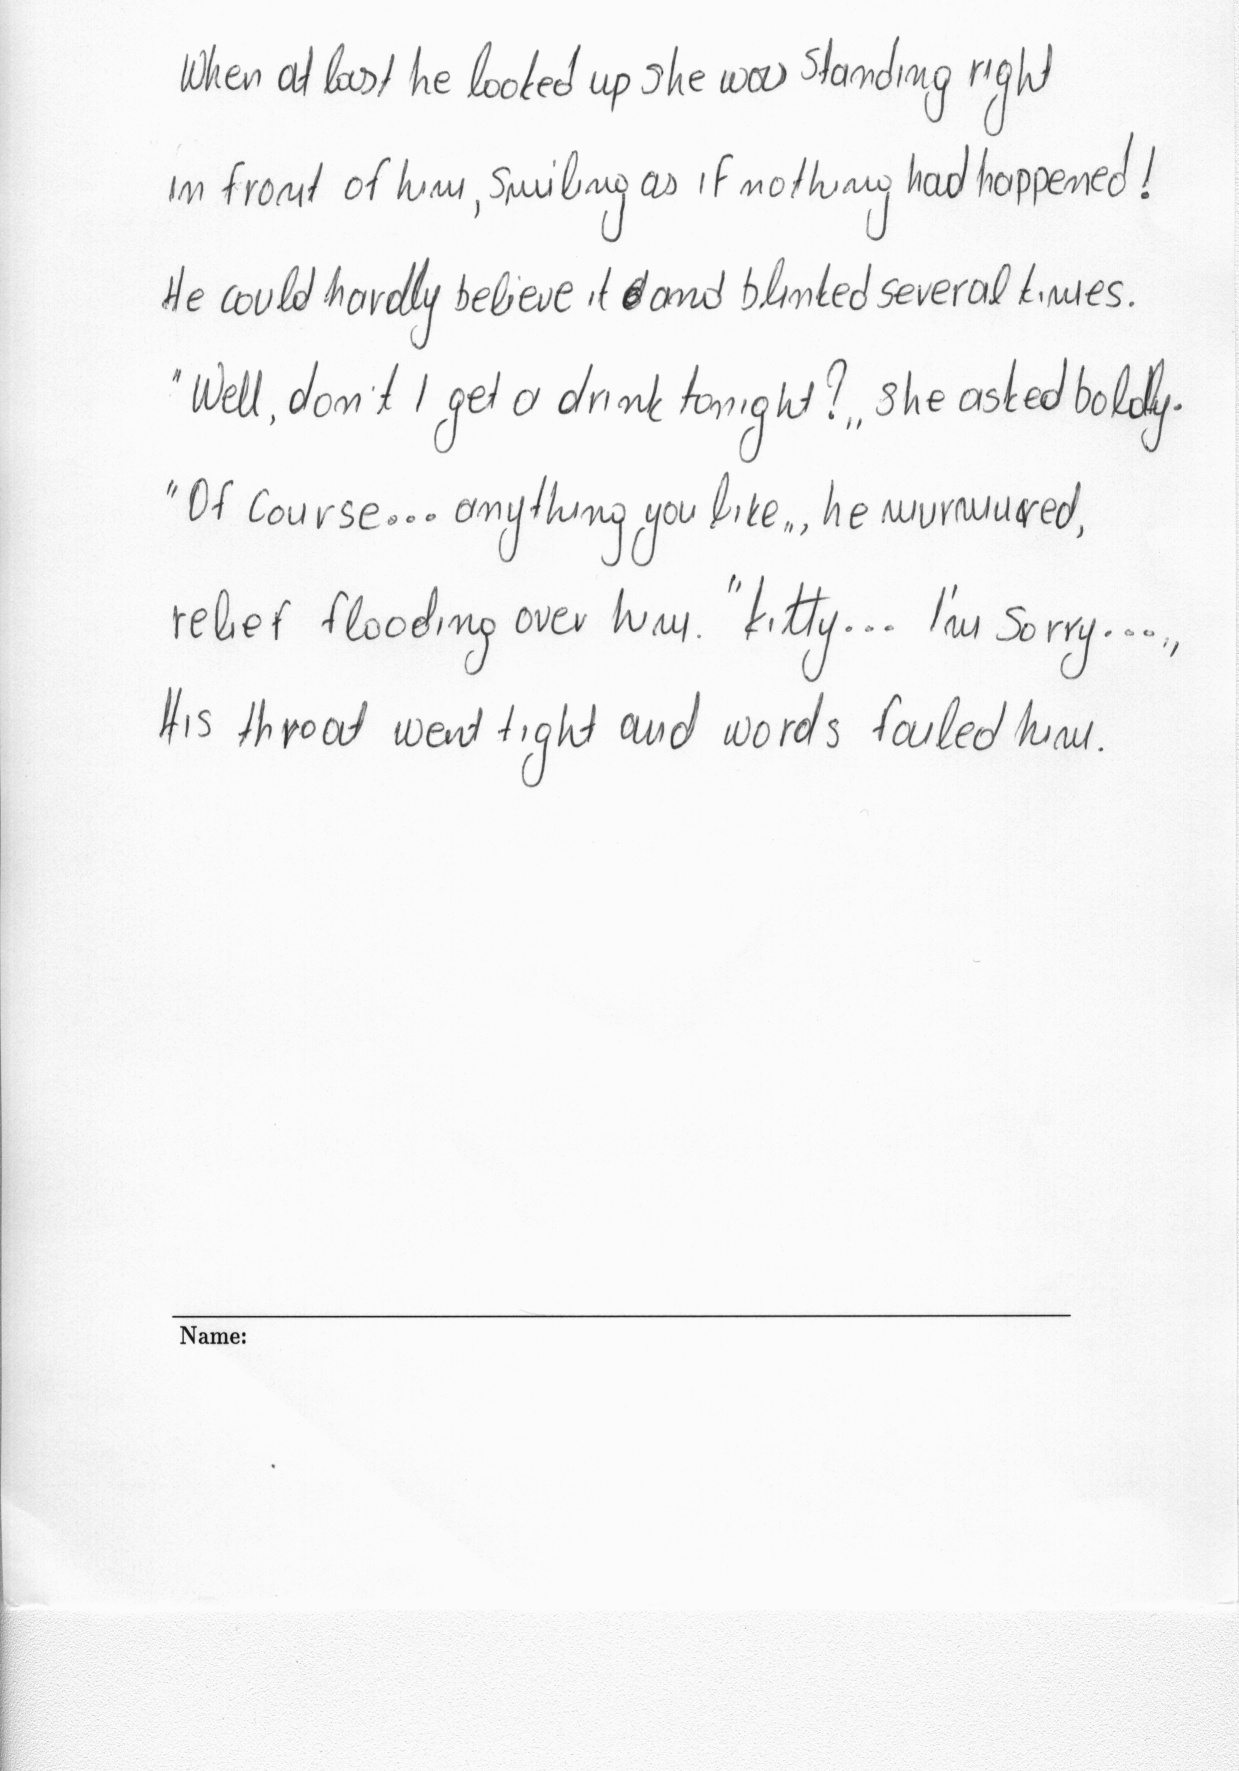 When at last he looked up she was standing right
in front of him, smiling as if nothing had happened!
He could hardly believe it and blinked several times.
"Well, don't I get a drink tonight?„ she asked boldly.
"Of course... anything you like„, he murmured,
relief flooding over him. "Kitty... I'm sorry....„
His throat went tight and words failed him.
Name: